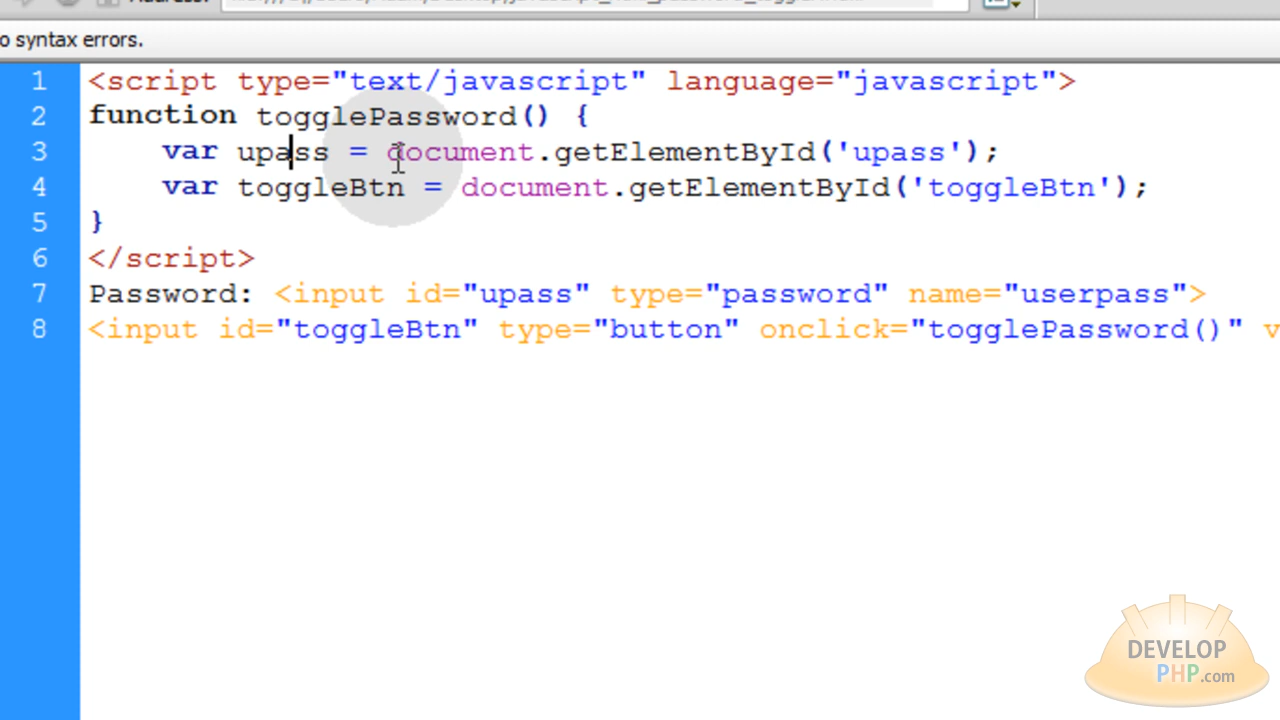 Address:
o syntax errors.
1 <script type="text/javascript" language="javascript">
2 function togglePassword() {
3 var upass = document.getElementById('upass');
4 var toggleBtn = document.getElementById('toggleBtn');
5 }
6 </script>
7 Password: <input id="upass" type="password" name="userpass">
8 <input id="toggleBtn" type="button" onclick="togglePassword()" v
DEVELOP
PHP.com